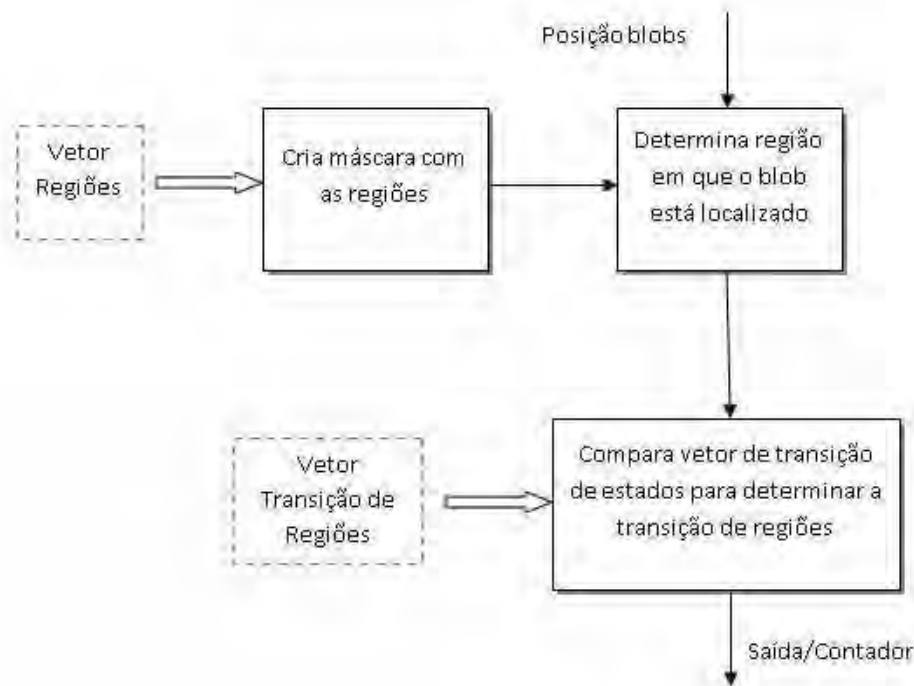 Posição blobs
Vetor
Regiões
Cria máscara com
as regiões
Determina região
em que o blob
está localizado
Vetor
Transição de
Regiões
Compara vetor de transição
de estados para determinar a
transição de regiões
Saída/Contador